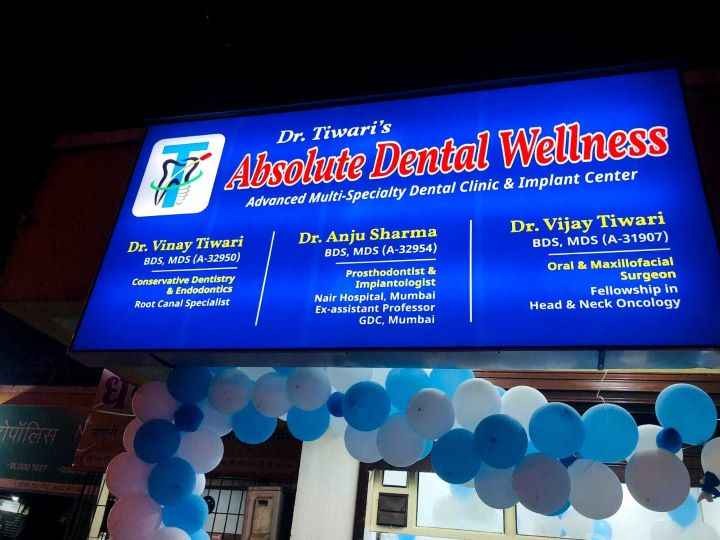 Dr. Tiwari's
Absolute Dental Wellness
Advanced Multi-Specialty Dental Clinic & Implant Center
Dr. Vinay Tiwari
BDS, MDS (A-32950)
Conservative Dentistry
& Endodontics
Root Canal Specialist
Dr. Anju Sharma
BDS, MDS (A-32954)
Prosthodontist &
Implantologist
Nair Hospital, Mumbai
Ex-assistant Professor
GDC, Mumbai
Dr. Vijay Tiwari
BDS, MDS (A-31907)
Oral & Maxillofacial
Surgeon
Fellowship in
Head & Neck Oncology